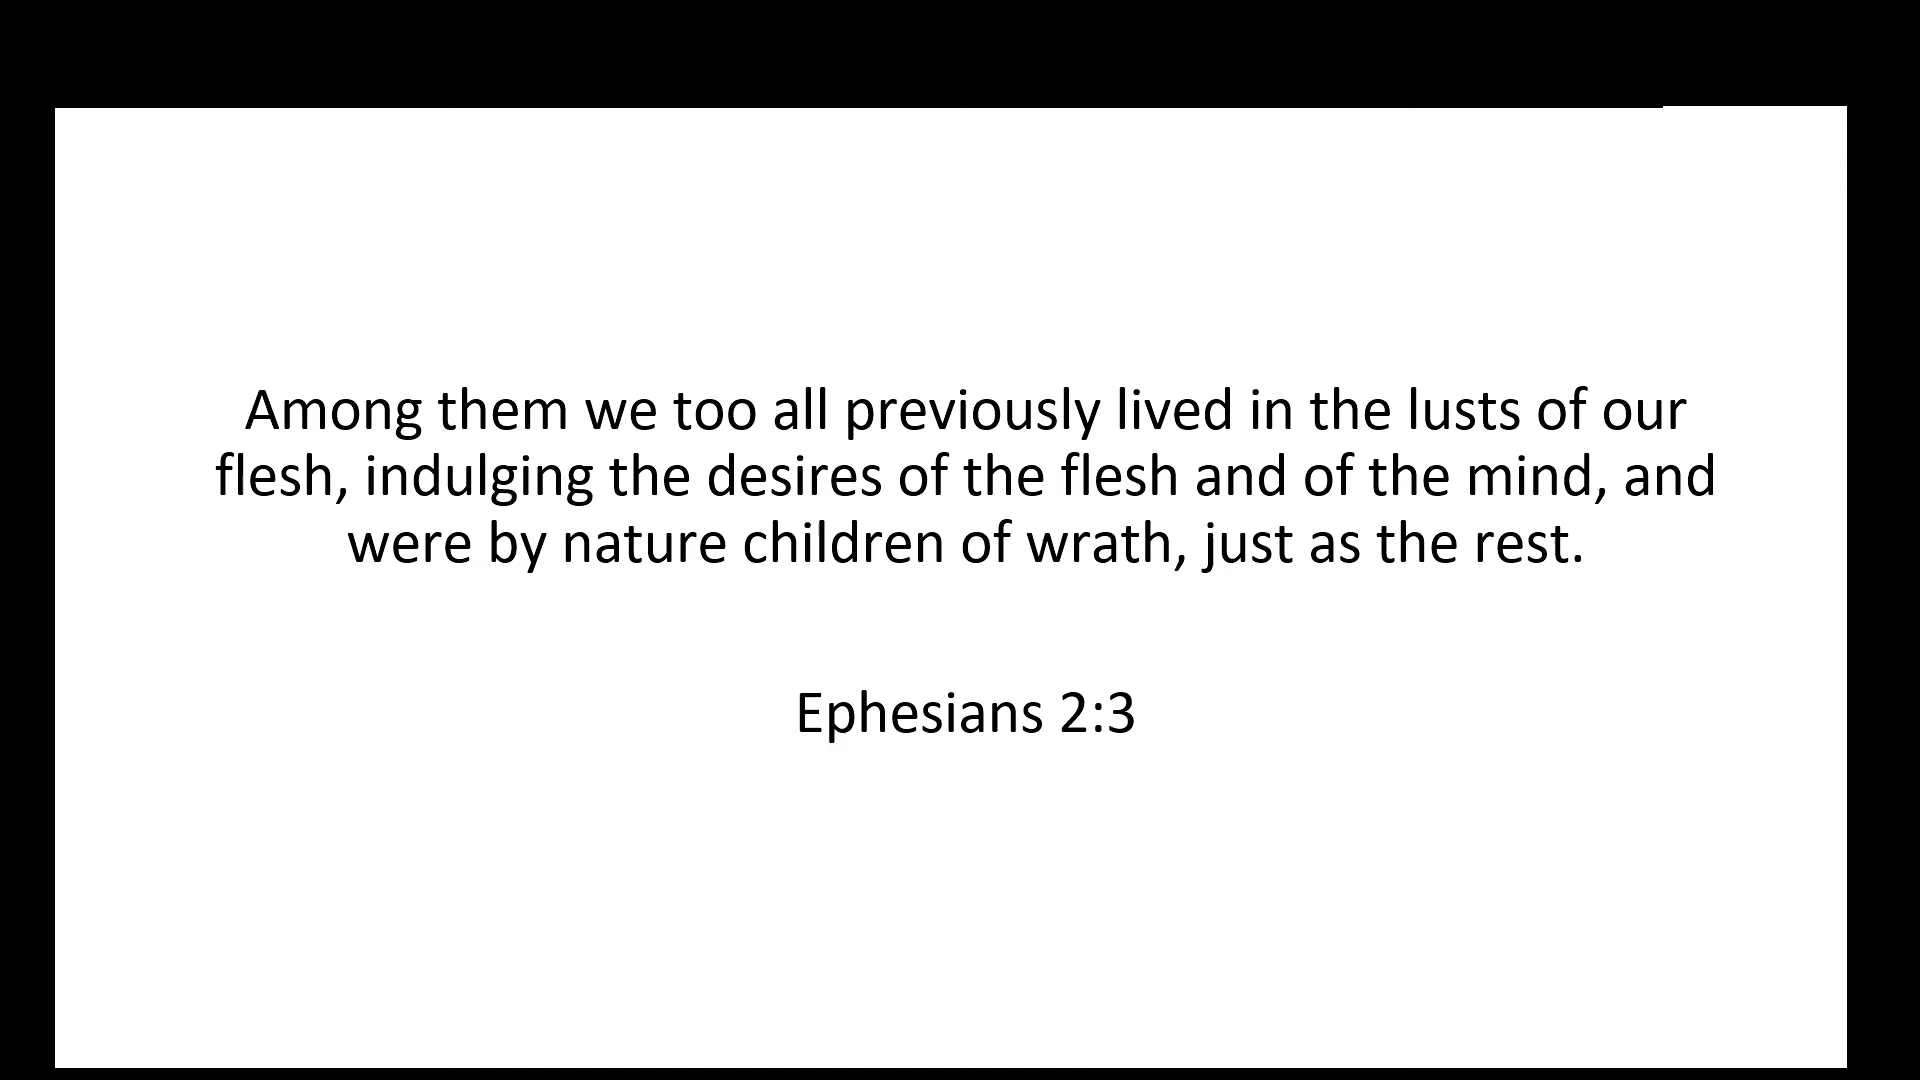 Among them we too all previously lived in the lusts of our
flesh, indulging the desires of the flesh and of the mind, and
were by nature children of wrath, just as the rest.
Ephesians 2:3